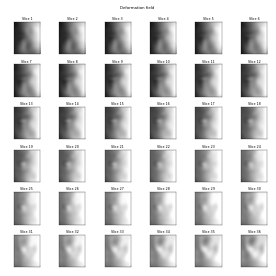 Deformation field
Slice 1 Slice 2 Slice 3 Slice 4 Slice 5 Slice 6
Slice 7 Slice 8 Slice 9 Slice 10 Slice 11 Slice 12
Slice 13 Slice 14 Slice 15 Slice 16 Slice 17 Slice 18
Slice 19 Slice 20 Slice 21 Slice 22 Slice 23 Slice 24
Slice 25 Slice 26 Slice 27 Slice 28 Slice 29 Slice 30
Slice 31 Slice 32 Slice 33 Slice 34 Slice 35 Slice 36